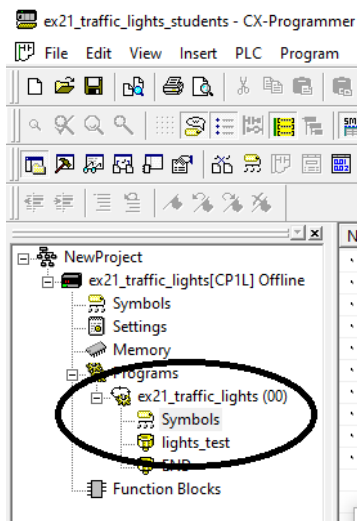 ex21_traffic_lights_students - CX-Programmer
File Edit View Insert PLC Program
SM
N
NewProject
ex21_traffic_lights[CP1L] Offline
Symbols
Settings
Memory
Programs
ex21_traffic_lights (00)
Symbols
lights_test
END
Function Blocks